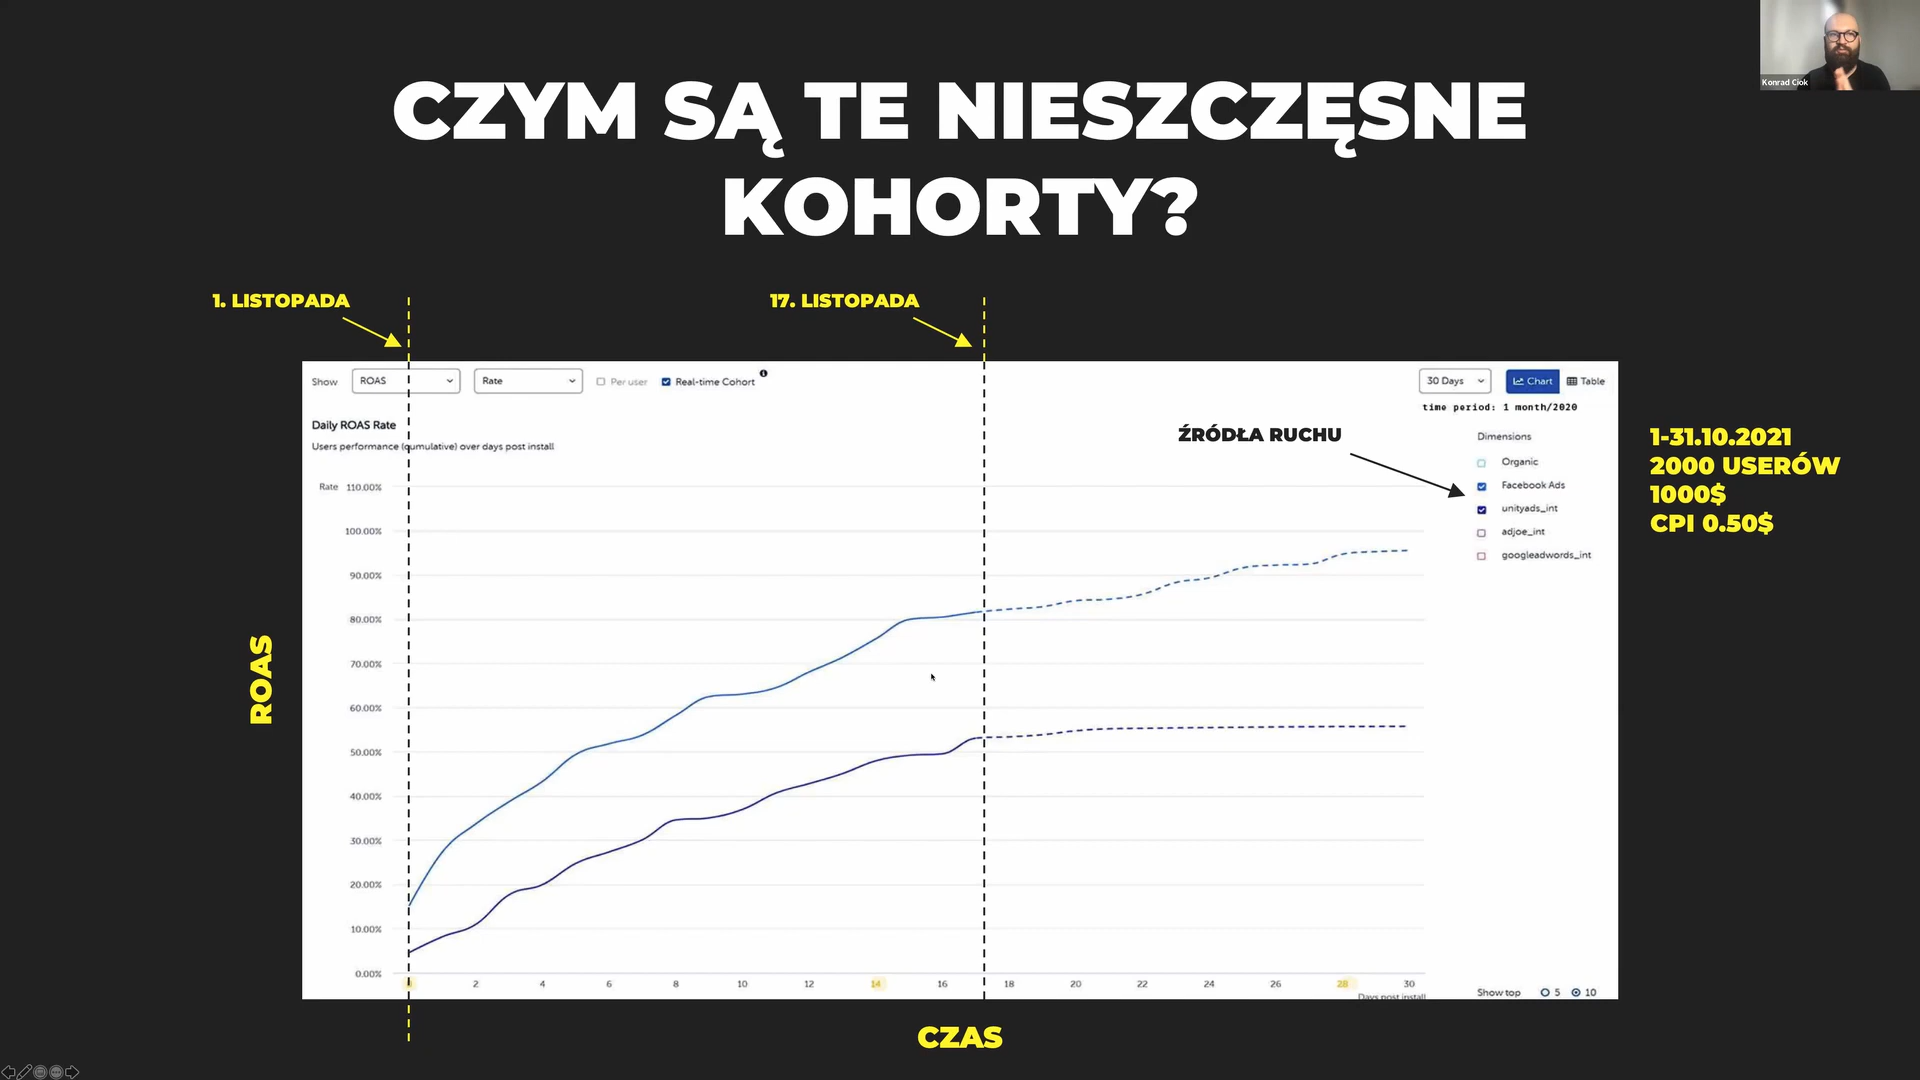 Konrad Ciok
CZYM SĄ TE NIESZCZĘSNE
KOHORTY?
1. LISTOPADA
17. LISTOPADA
Show
ROAS
Rate
Per user
Real-time Cohort
30 Days
Chart
Table
time period: 1 month/2020
Daily ROAS Rate
Users performance (cumulative) over days post install
ŹRÓDŁA RUCHU
Dimensions
Organic
Facebook Ads
unityads_int
adjoe_int
googleadwords_int
1-31.10.2021
2000 USERÓW
1000$
CPI 0.50$
Rate 110.00%
100.00%
90.00%
80.00%
70.00%
60.00%
50.00%
40.00%
30.00%
20.00%
10.00%
0.00%
ROAS
2 4 6 8 10 12 14 16 18 20 22 24 26 28 30
Days post install
Show top 5 10
CZAS